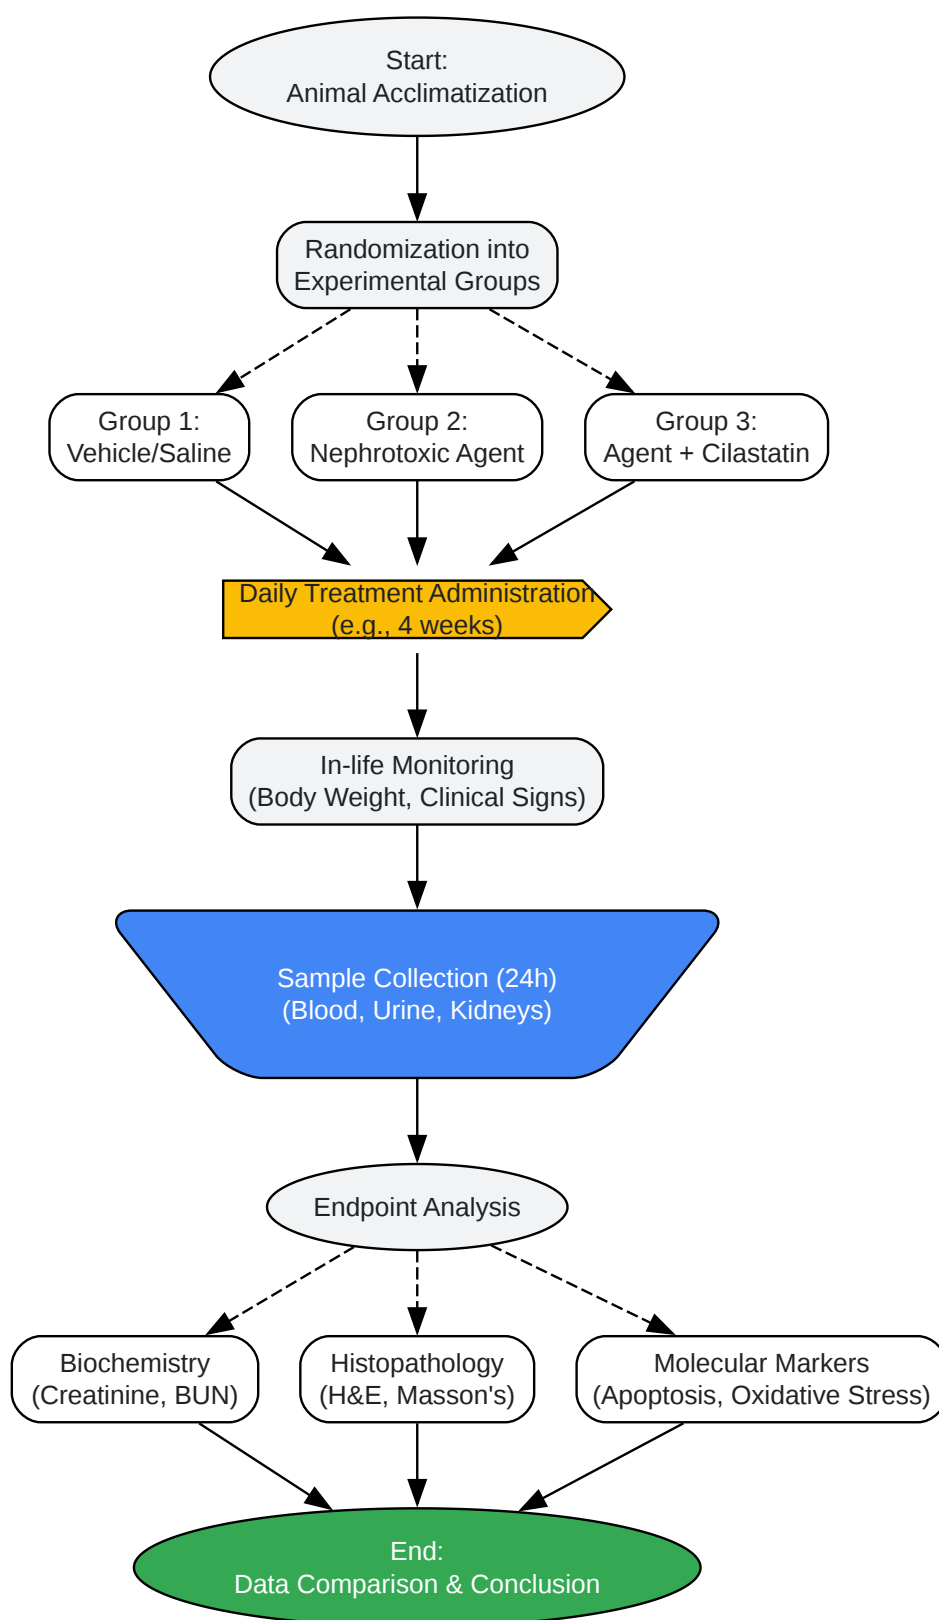 Start:
Animal Acclimatization
Randomization into
Experimental Groups
Group 1:
Vehicle/Saline
Group 2:
Nephrotoxic Agent
Group 3:
Agent + Cilastatin
Daily Treatment Administration
(e.g., 4 weeks)
In-life Monitoring
(Body Weight, Clinical Signs)
Sample Collection (24h)
(Blood, Urine, Kidneys)
Endpoint Analysis
Biochemistry
(Creatinine, BUN)
Histopathology
(H&E, Masson's)
Molecular Markers
(Apoptosis, Oxidative Stress)
End:
Data Comparison & Conclusion